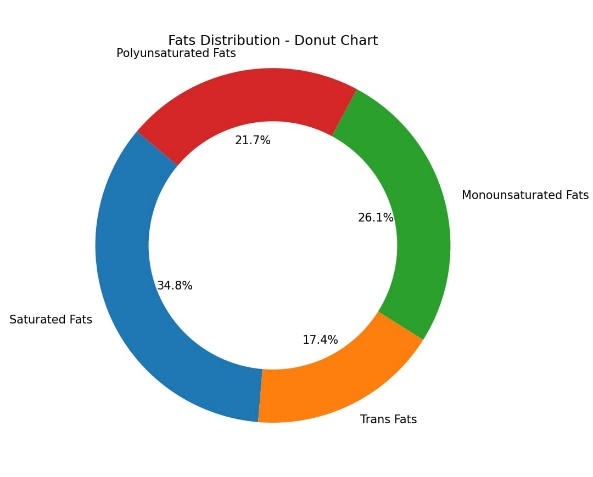 Fats Distribution - Donut Chart
Polyunsaturated Fats
21.7%
Monounsaturated Fats
26.1%
34.8%
Saturated Fats
17.4%
Trans Fats